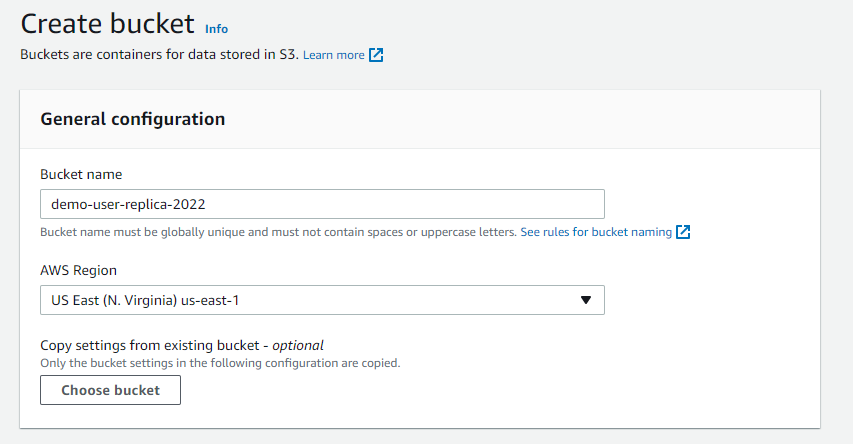 Create bucket Info
Buckets are containers for data stored in S3. Learn more
General configuration
Bucket name
demo-user-replica-2022
Bucket name must be globally unique and must not contain spaces or uppercase letters. See rules for bucket naming
AWS Region
US East (N. Virginia) us-east-1
Copy settings from existing bucket - optional
Only the bucket settings in the following configuration are copied.
Choose bucket